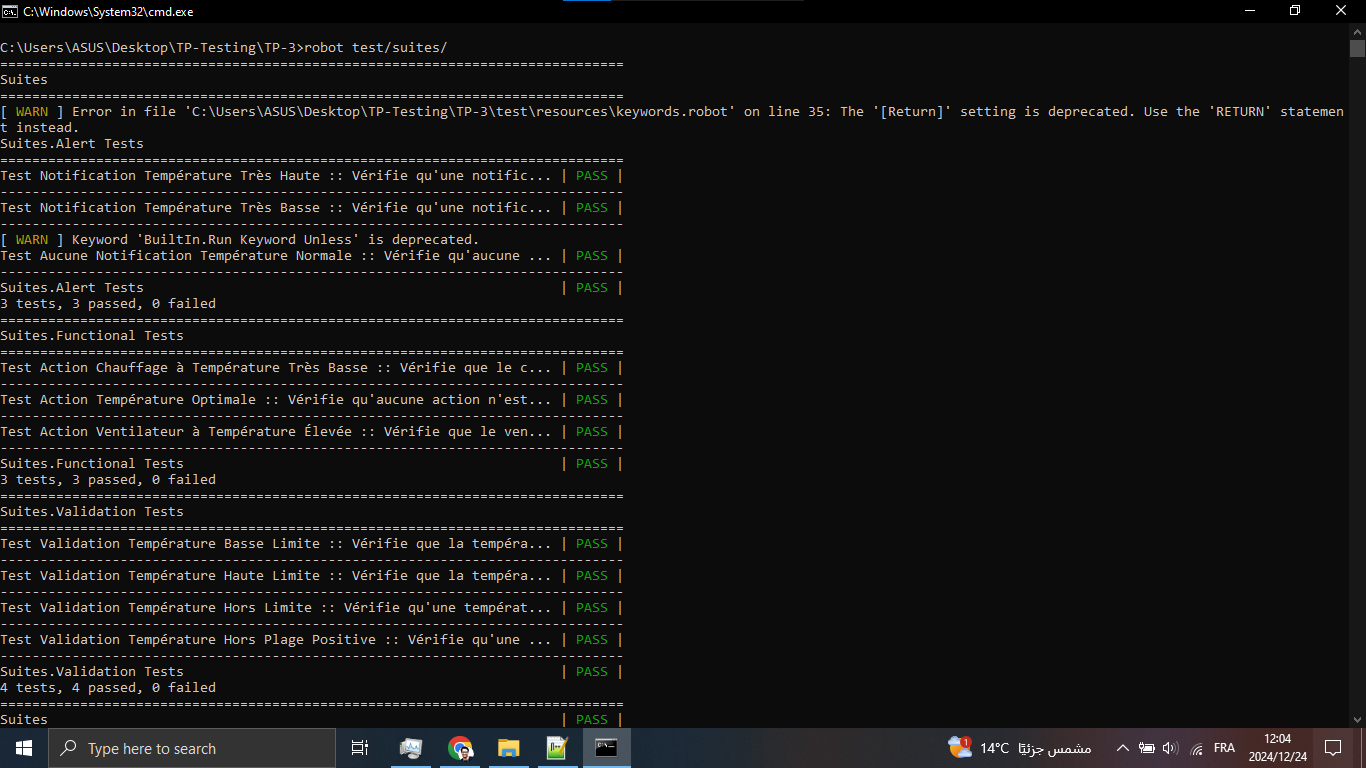 C:\Windows\System32\cmd.exe
C:\Users\ASUS\Desktop\TP-Testing\TP-3>robot test/suites/
==============================================================================
Suites
==============================================================================
[ WARN ] Error in file 'C:\Users\ASUS\Desktop\TP-Testing\TP-3\test\resources\keywords.robot' on line 35: The '[Return]' setting is deprecated. Use the 'RETURN' statemen
t instead.
Suites.Alert Tests
==============================================================================
Test Notification Température Très Haute :: Vérifie qu'une notific... | PASS |
------------------------------------------------------------------------------
Test Notification Température Très Basse :: Vérifie qu'une notific... | PASS |
------------------------------------------------------------------------------
[ WARN ] Keyword 'BuiltIn.Run Keyword Unless' is deprecated.
Test Aucune Notification Température Normale :: Vérifie qu'aucune ... | PASS |
------------------------------------------------------------------------------
Suites.Alert Tests                                                    | PASS |
3 tests, 3 passed, 0 failed
==============================================================================
Suites.Functional Tests
==============================================================================
Test Action Chauffage à Température Très Basse :: Vérifie que le c... | PASS |
------------------------------------------------------------------------------
Test Action Température Optimale :: Vérifie qu'aucune action n'est... | PASS |
------------------------------------------------------------------------------
Test Action Ventilateur à Température Élevée :: Vérifie que le ven... | PASS |
------------------------------------------------------------------------------
Suites.Functional Tests                                               | PASS |
3 tests, 3 passed, 0 failed
==============================================================================
Suites.Validation Tests
==============================================================================
Test Validation Température Basse Limite :: Vérifie que la tempéra... | PASS |
------------------------------------------------------------------------------
Test Validation Température Haute Limite :: Vérifie que la tempéra... | PASS |
------------------------------------------------------------------------------
Test Validation Température Hors Limite :: Vérifie qu'une températ... | PASS |
------------------------------------------------------------------------------
Test Validation Température Hors Plage Positive :: Vérifie qu'une ... | PASS |
------------------------------------------------------------------------------
Suites.Validation Tests                                               | PASS |
4 tests, 4 passed, 0 failed
==============================================================================
Suites                                                                | PASS |
Type here to search
1
14°C مشمس جزئيًا
FRA
12:04
2024/12/24